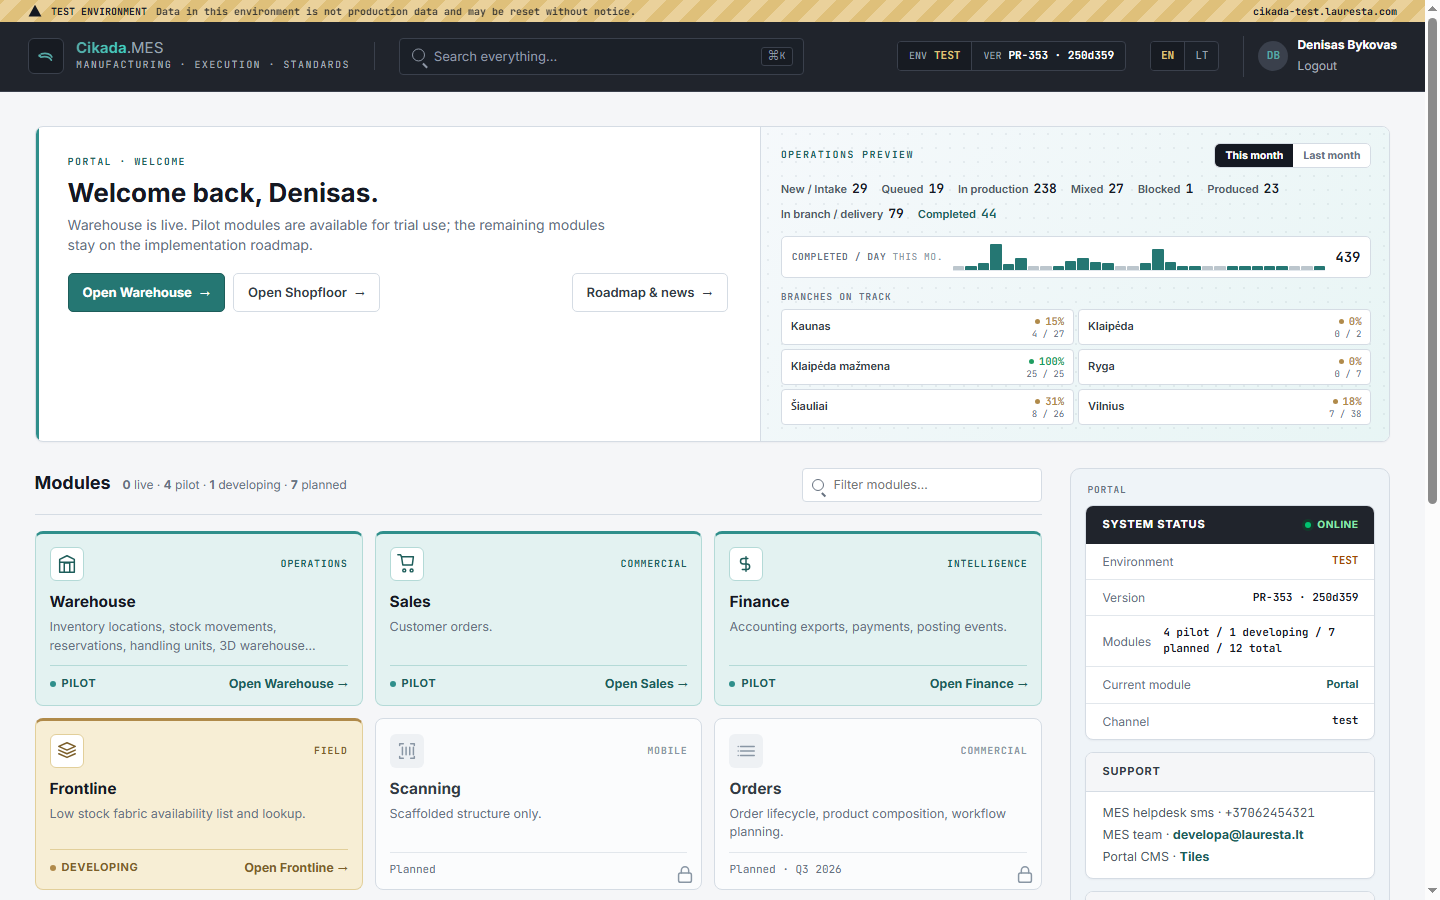 TEST ENVIRONMENT Data in this environment is not production data and may be reset without notice.
cikada-test.lauresta.com
Cikada.MES
MANUFACTURING · EXECUTION · STANDARDS
Search everything...
⌘K
ENV TEST
VER PR-353 · 250d359
EN LT
DB
Denisas Bykovas
Logout
PORTAL · WELCOME
Welcome back, Denisas.
Warehouse is live. Pilot modules are available for trial use; the remaining modules
stay on the implementation roadmap.
Open Warehouse →
Open Shopfloor →
Roadmap & news →
OPERATIONS PREVIEW
This month Last month
New / Intake 29 Queued 19 In production 238 Mixed 27 Blocked 1 Produced 23
In branch / delivery 79 Completed 44
COMPLETED / DAY THIS MO.
439
BRANCHES ON TRACK
Kaunas
15%
4 / 27
Klaipėda
0%
0 / 2
Klaipėda mažmena
100%
25 / 25
Ryga
0%
0 / 7
Šiauliai
31%
8 / 26
Vilnius
18%
7 / 38
Modules
0 live · 4 pilot · 1 developing · 7 planned
Filter modules...
OPERATIONS
Warehouse
Inventory locations, stock movements,
reservations, handling units, 3D warehouse...
PILOT
Open Warehouse →
COMMERCIAL
Sales
Customer orders.
PILOT
Open Sales →
INTELLIGENCE
Finance
Accounting exports, payments, posting events.
PILOT
Open Finance →
FIELD
Frontline
Low stock fabric availability list and lookup.
DEVELOPING
Open Frontline →
MOBILE
Scanning
Scaffolded structure only.
Planned
COMMERCIAL
Orders
Order lifecycle, product composition, workflow
planning.
Planned · Q3 2026
PORTAL
SYSTEM STATUS
ONLINE
Environment
TEST
Version
PR-353 · 250d359
Modules
4 pilot / 1 developing / 7
planned / 12 total
Current module
Portal
Channel
test
SUPPORT
MES helpdesk sms · +37062454321
MES team · developa@lauresta.lt
Portal CMS · Tiles